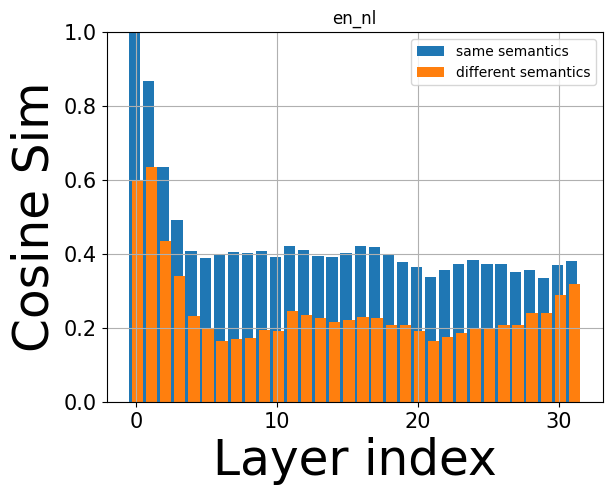 en_nl
same semantics
different semantics
Cosine Sim
1.0
0.8
0.6
0.4
0.2
0.0
0 10 20 30
Layer index